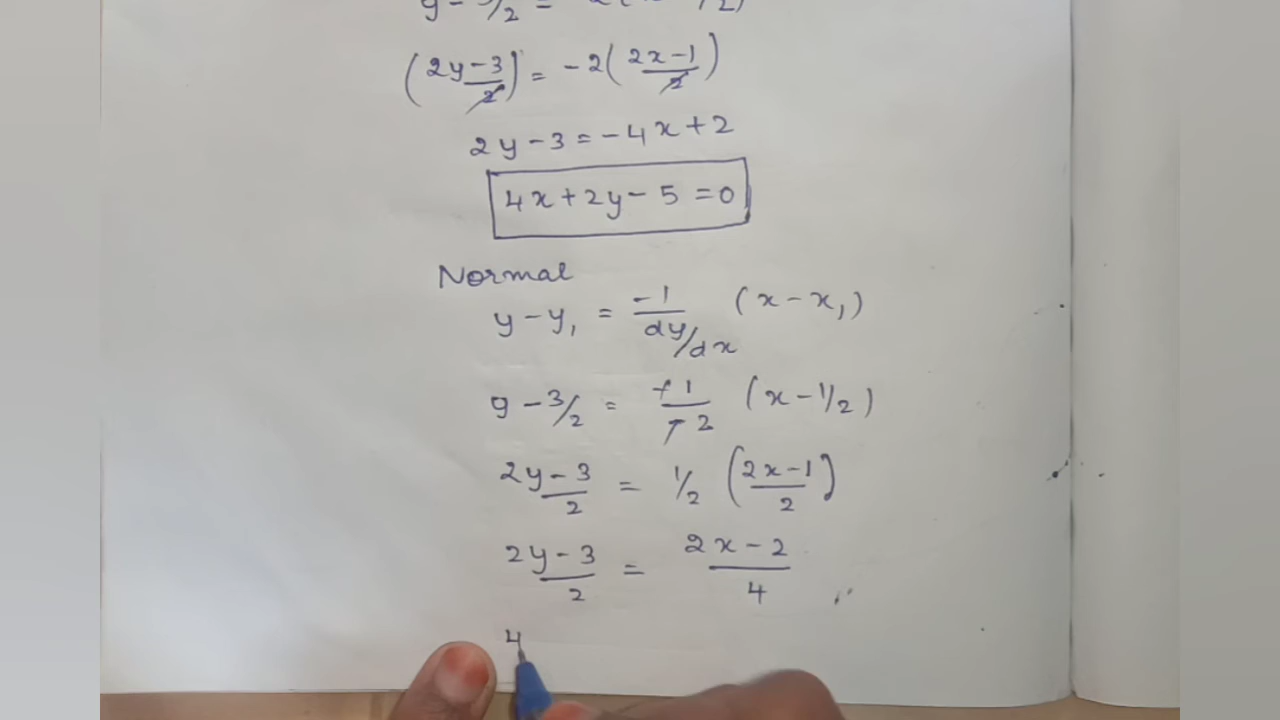 (2y-3/2) = -2(2x-1/2)
2y-3=-4x+2
4x+2y-5=0
Normal
y-y₁ = -1/dy/dx (x-x₁)
y-3/2 = -1/-2 (x-1/2)
2y-3/2 = 1/2 (2x-1/2)
2y-3/2 = 2x-2/4
4